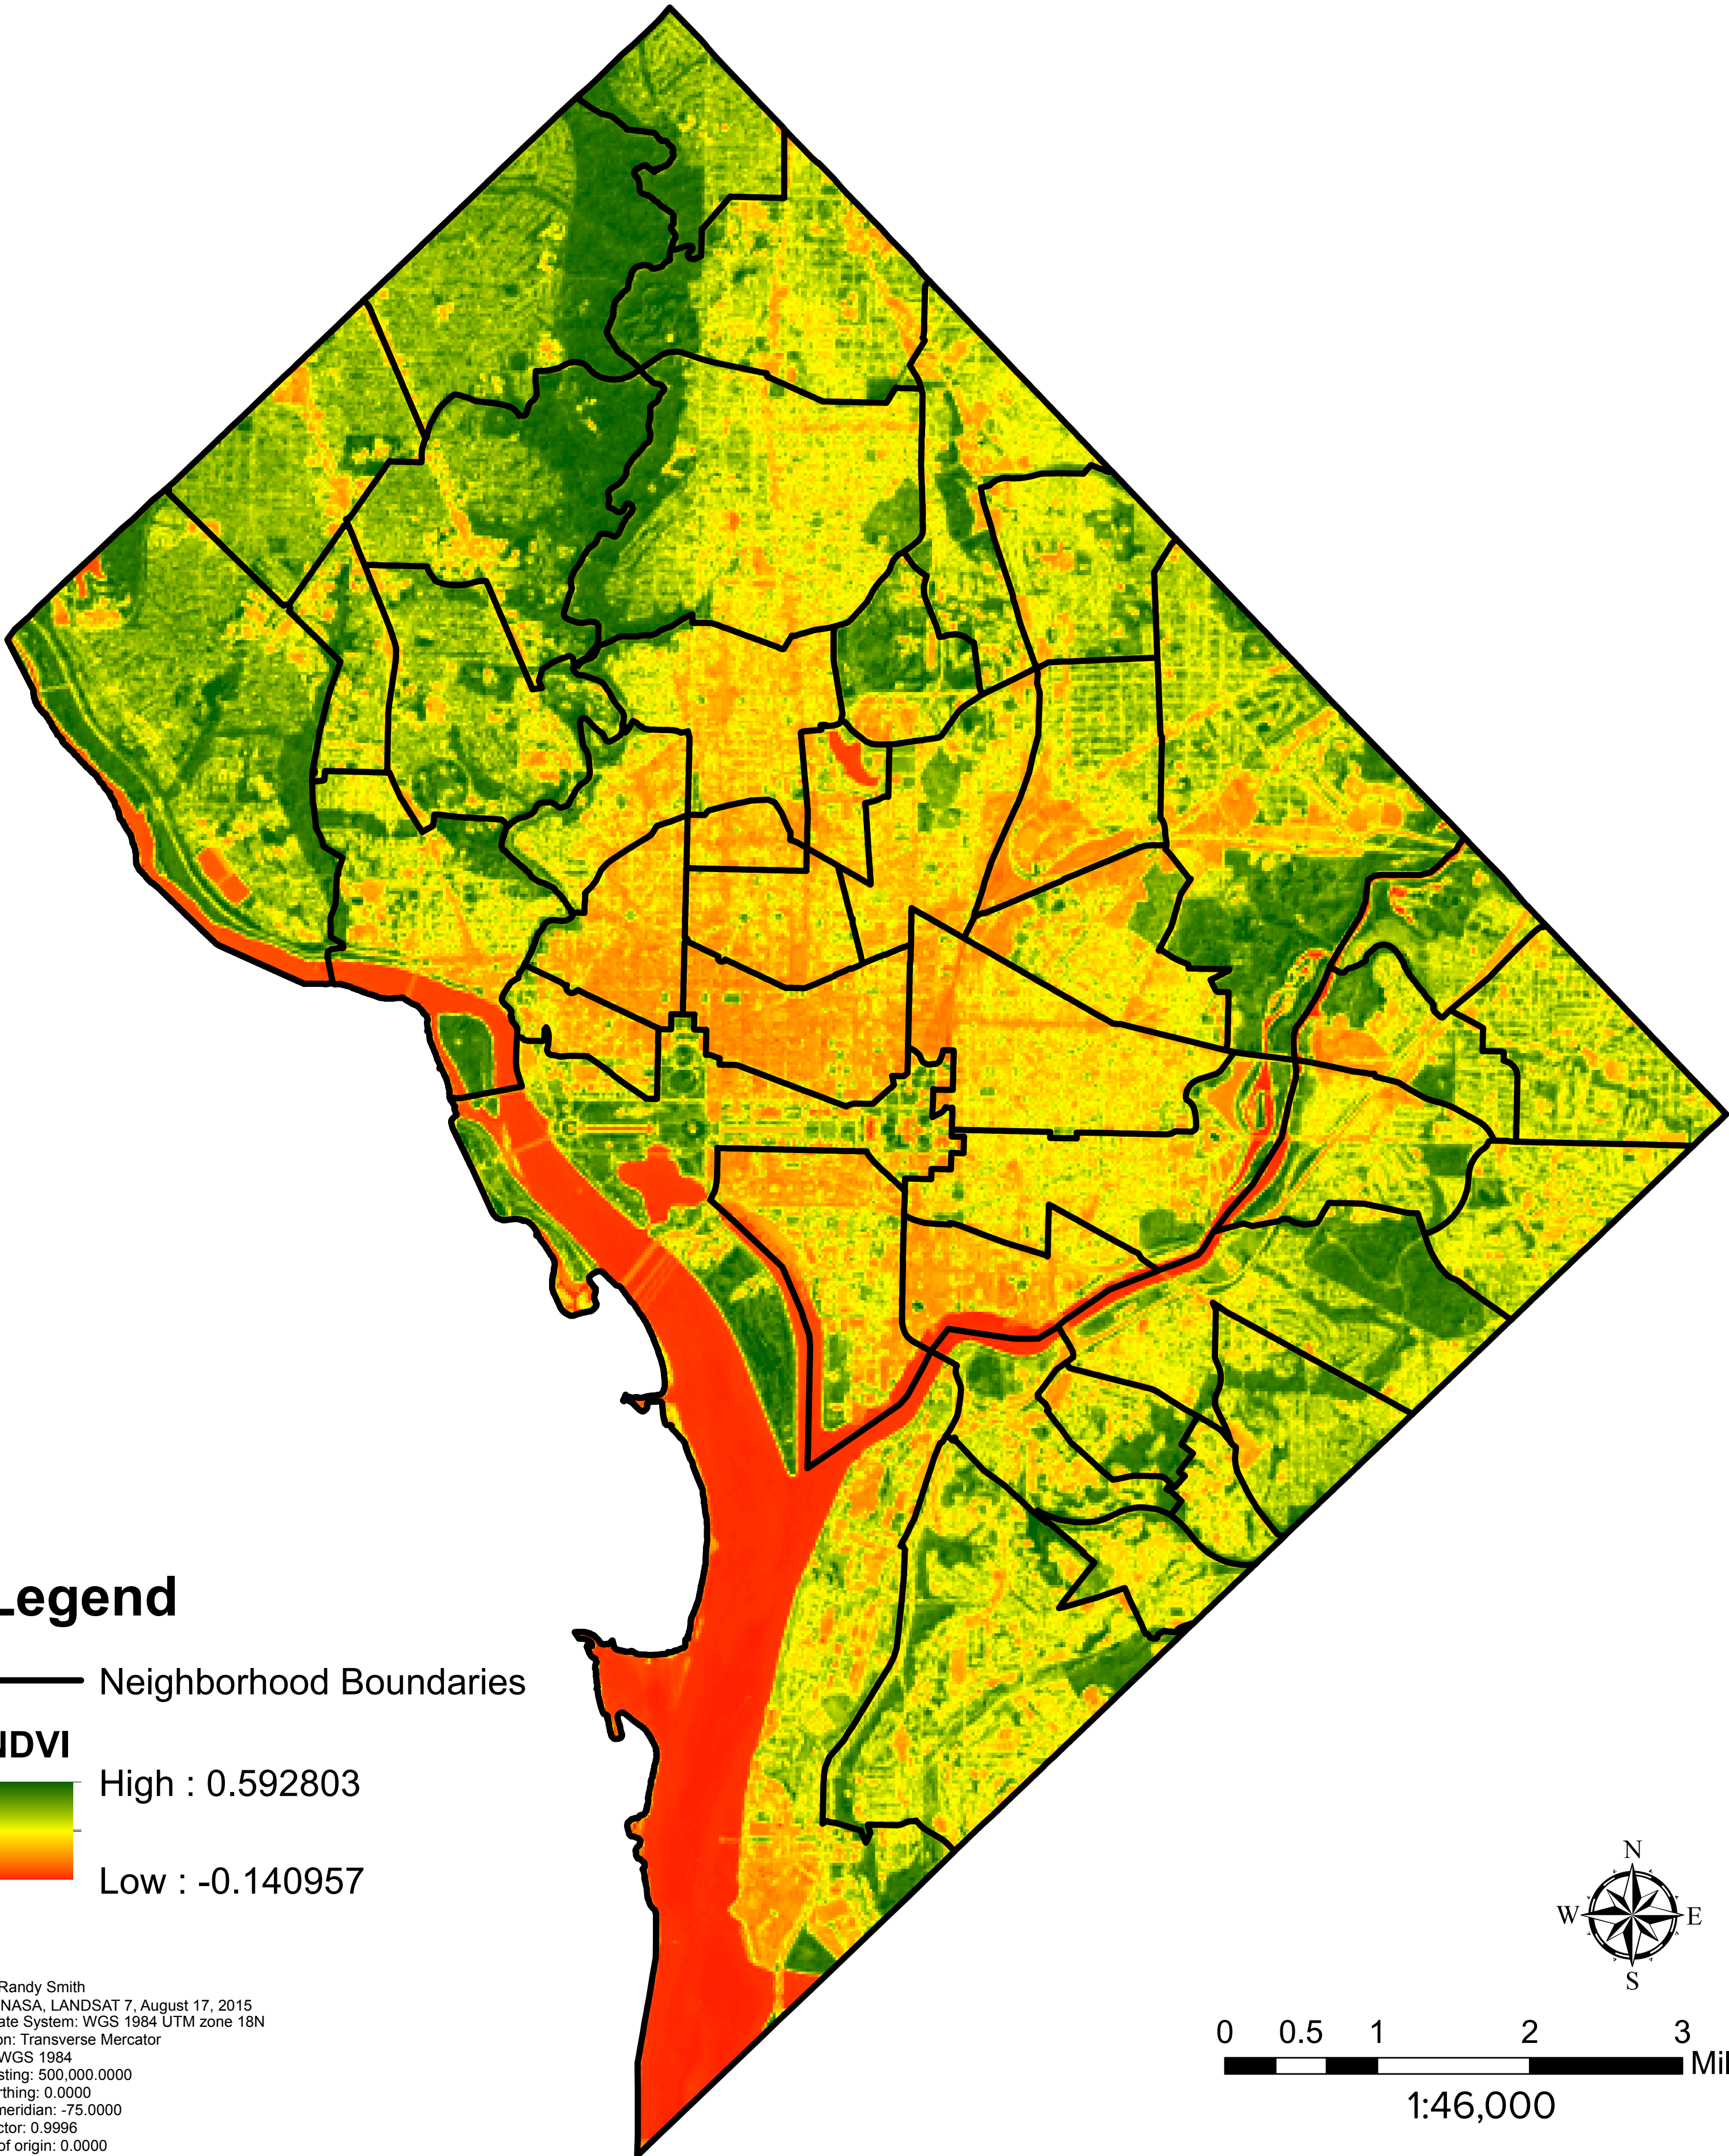 Legend
Neighborhood Boundaries
NDVI
High : 0.592803
Low : -0.140957
Randy Smith
NASA, LANDSAT 7, August 17, 2015
ate System: WGS 1984 UTM zone 18N
on: Transverse Mercator
WGS 1984
sting: 500,000.0000
rthing: 0.0000
meridian: -75.0000
ctor: 0.9996
of origin: 0.0000
N
W E
S
0 0.5 1 2 3
Mil
1:46,000